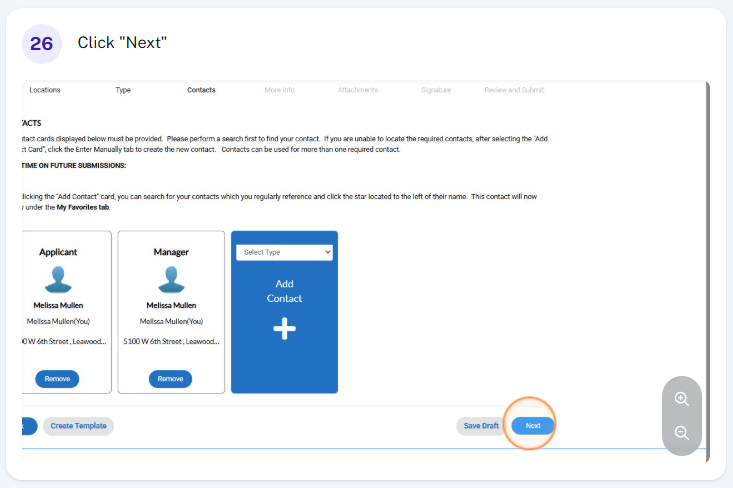 26 Click "Next"
Locations Type Contacts More Info Attachments Signature Review and Submit
ACTS
tact cards displayed below must be provided. Please perform a search first to find your contact. If you are unable to locate the required contacts, after selecting the "Add
ct Card", click the Enter Manually tab to create the new contact. Contacts can be used for more than one required contact.
TIME ON FUTURE SUBMISSIONS:
licking the "Add Contact" card, you can search for your contacts which you regularly reference and click the star located to the left of their name. This contact will now
under the My Favorites tab.
Applicant
Melissa Mullen
Melissa Mullen(You)
0 W 6th Street , Leawood...
Remove
Manager
Melissa Mullen
Melissa Mullen(You)
5100 W 6th Street , Leawood...
Remove
Select Type
Add
Contact
Create Template Save Draft Next